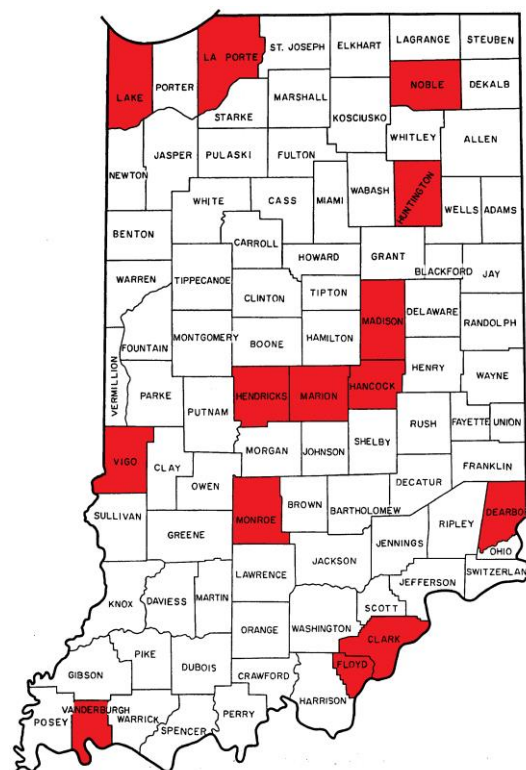 LAGRANGE
STEUBEN
ELKHART
ST. JOSEPH
LA PORTE
LAKE
PORTER
NOBLE
DEKALB
MARSHALL
STARKE
KOSCIUSKO
WHITLEY
ALLEN
JASPER
PULASKI
FULTON
NEWTON
WABASH
MIAMI
HUNTINGTON
WHITE
CASS
WELLS
ADAMS
BENTON
CARROLL
HOWARD
GRANT
BLACKFORD
JAY
WARREN
TIPPECANOE
CLINTON
TIPTON
MADISON
DELAWARE
RANDOLPH
FOUNTAIN
MONTGOMERY
BOONE
HAMILTON
VERMILLION
HENRY
WAYNE
PARKE
PUTNAM
HENDRICKS
MARION
HANCOCK
RUSH
FAYETTE
UNION
VIGO
CLAY
MORGAN
JOHNSON
SHELBY
FRANKLIN
OWEN
DECATUR
MONROE
BROWN
BARTHOLOMEW
DEARBO
SULLIVAN
GREENE
RIPLEY
JENNINGS
OHIO
SWITZERLAN
JACKSON
LAWRENCE
JEFFERSON
KNOX
DAVIESS
MARTIN
SCOTT
ORANGE
WASHINGTON
CLARK
PIKE
DUBOIS
FLOYD
GIBSON
CRAWFORD
HARRISON
VANDERBURGH
POSEY
WARRICK
PERRY
SPENCER